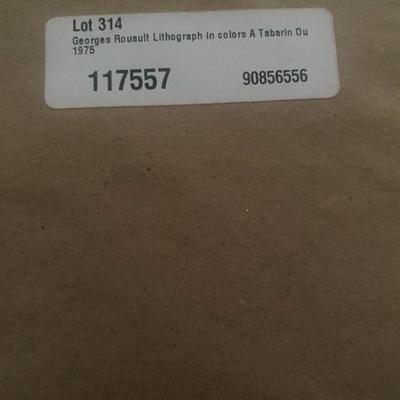 Lot 314
Georges Rouault Lithograph in colors A Tabarin Ou
1975
117557 90856556